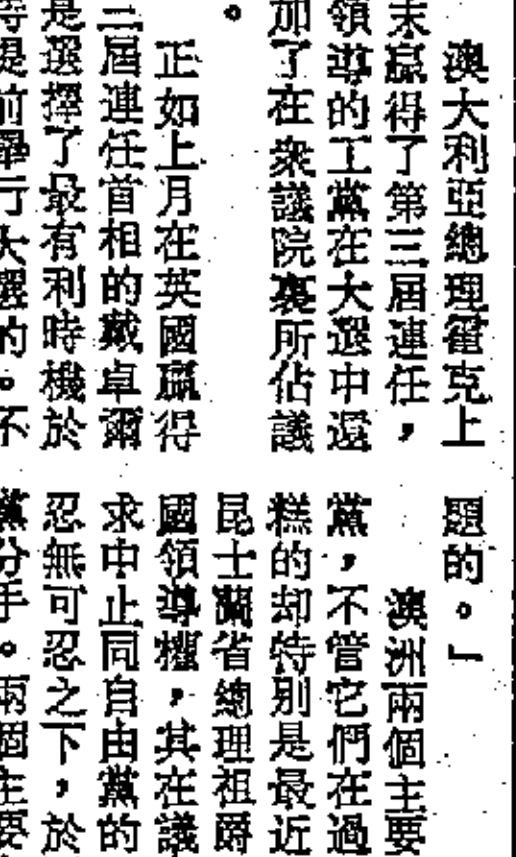 澳大利亞總理霍克上
末贏得了第三屆連任，
領導的工黨在大選中還
加了在衆議院裏所佔議
。
正如上月在英國贏得
三屆連任首相的戴卓爾
是選擇了最有利時機於
提前舉行大選的。不
題的。」
澳洲兩個主要
黨，不管它們在過
糕的却特別是最近
昆士蘭省總理祖爵
國領導權，其在議
求中止同自由黨的
忍無可忍之下，於
黨分手。兩個主要